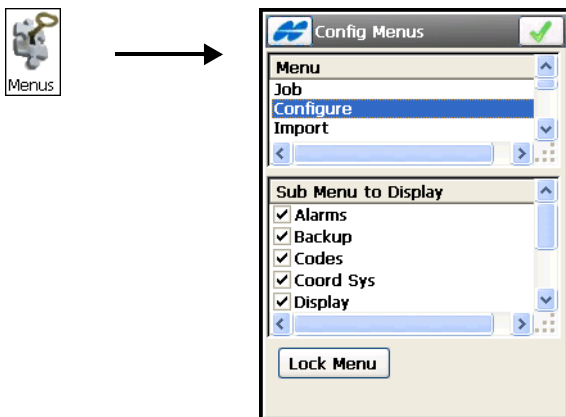 Menus
Config Menus
Menu
Job
Configure
Import
Sub Menu to Display
Alarms
Backup
Codes
Coord Sys
Display
Lock Menu